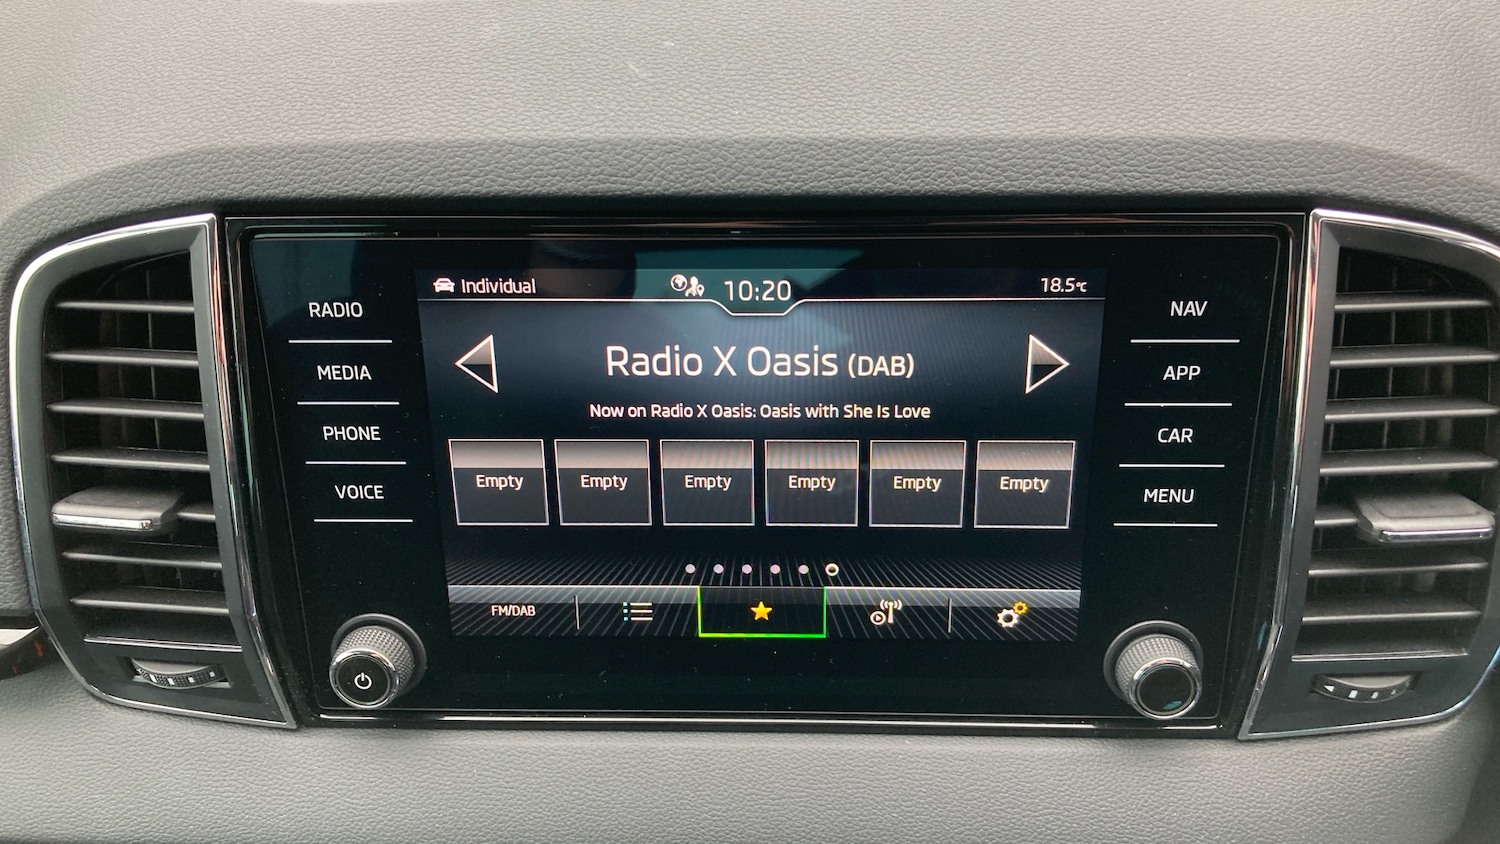 Individual
10:20
18.5°C
RADIO
MEDIA
PHONE
VOICE
Radio X Oasis (DAB)
Now on Radio X Oasis: Oasis with She Is Love
Empty Empty Empty Empty Empty Empty
FM/DAB
NAV
APP
CAR
MENU